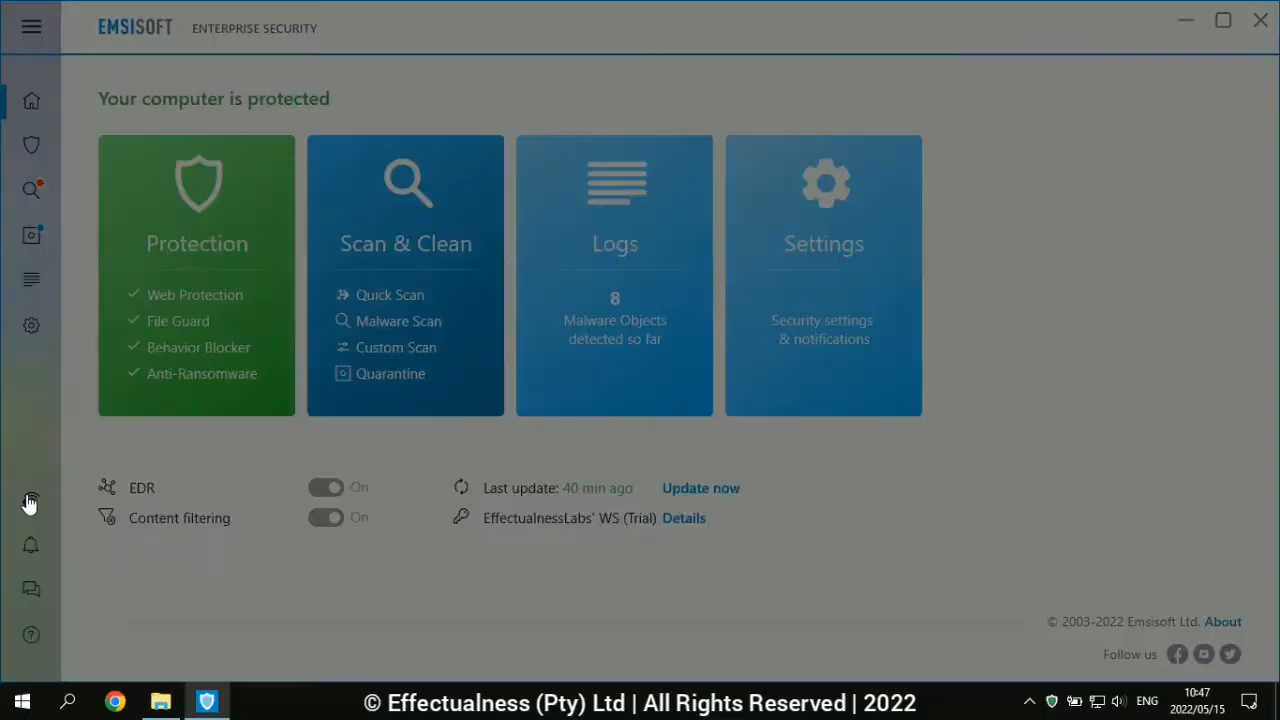 EMSISOFT ENTERPRISE SECURITY
Your computer is protected
Protection
Web Protection
File Guard
Behavior Blocker
Anti-Ransomware
Scan & Clean
Quick Scan
Malware Scan
Custom Scan
Quarantine
Logs
8
Malware Objects
detected so far
Settings
Security settings
& notifications
EDR On
Content filtering On
Last update: 40 min ago Update now
EffectualnessLabs' WS (Trial) Details
© 2003-2022 Emsisoft Ltd. About
Follow us
© Effectualness (Pty) Ltd | All Rights Reserved | 2022
ENG
10:47
2022/05/15